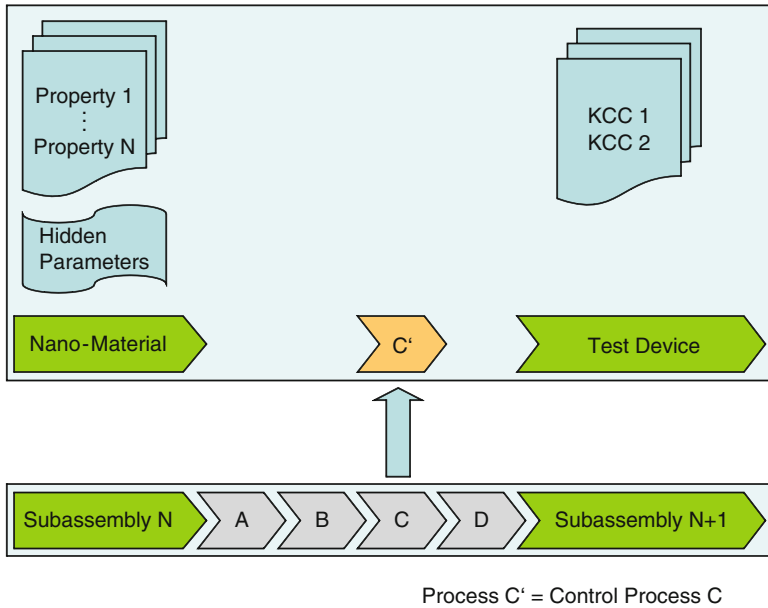 Property 1
⋮
Property N
KCC 1
KCC 2
Hidden
Parameters
Nano-Material
C‘
Test Device
Subassembly N
A
B
C
D
Subassembly N+1
Process C‘ = Control Process C